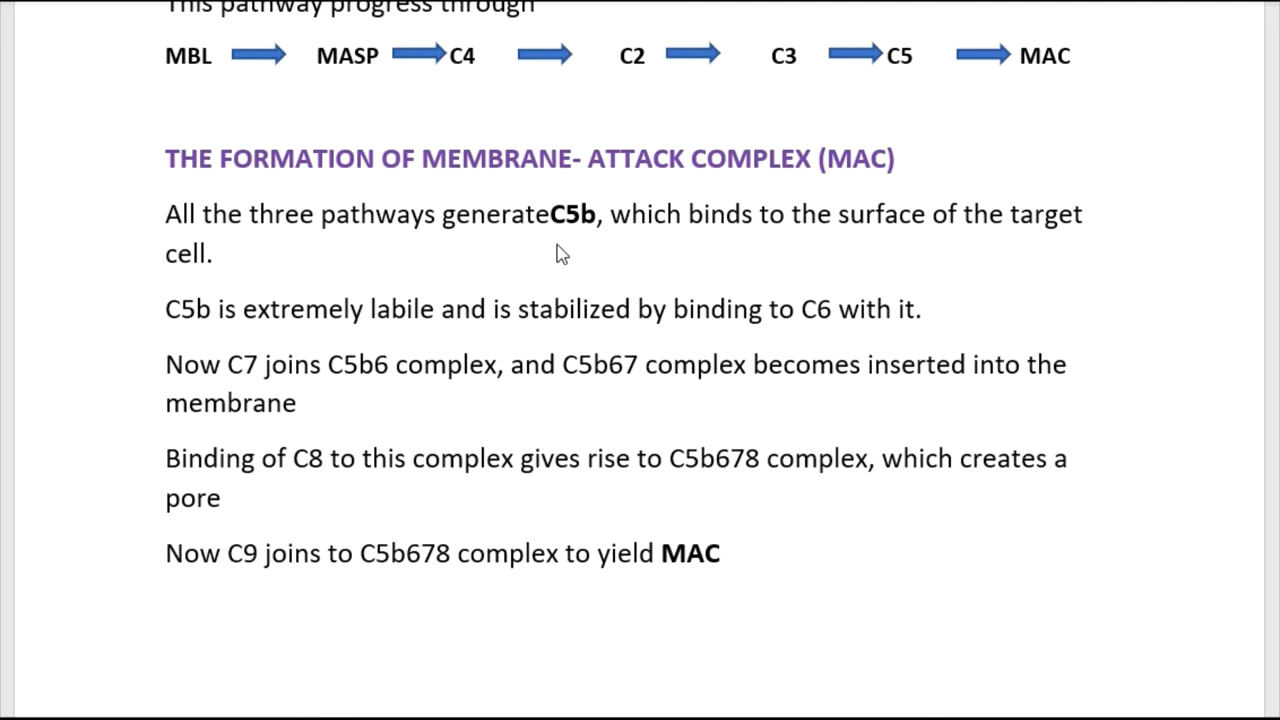 This pathway progress through
MBL MASP C4 C2 C3 C5 MAC
THE FORMATION OF MEMBRANE- ATTACK COMPLEX (MAC)
All the three pathways generateC5b, which binds to the surface of the target
cell.
C5b is extremely labile and is stabilized by binding to C6 with it.
Now C7 joins C5b6 complex, and C5b67 complex becomes inserted into the
membrane
Binding of C8 to this complex gives rise to C5b678 complex, which creates a
pore
Now C9 joins to C5b678 complex to yield MAC